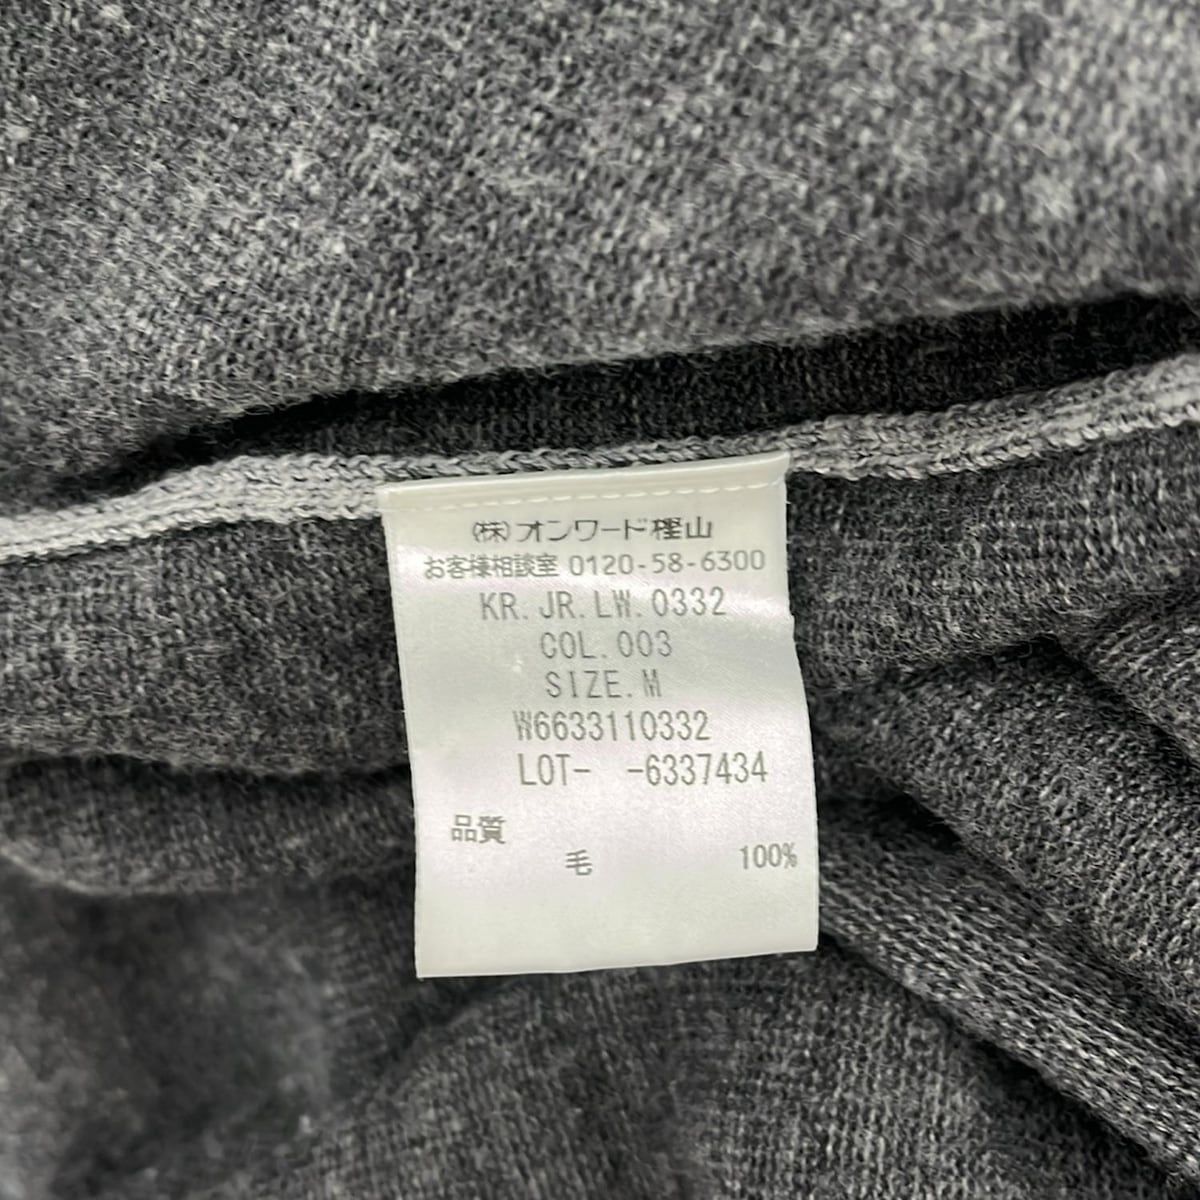 (株)オンワード樫山
お客様相談室 0120-58-6300
KR.JR.LW.0332
COL.003
SIZE.M
W6633110332
LOT- -6337434
品質
毛 100%